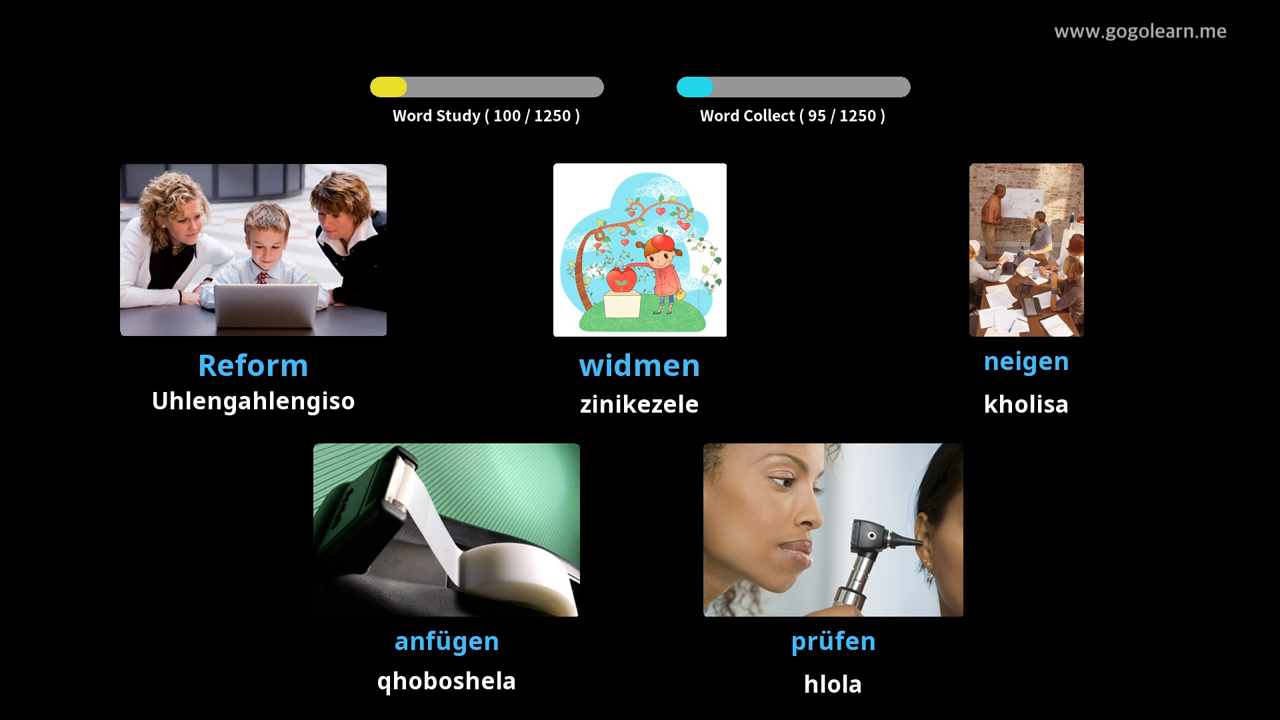 www.gogolearn.me
Word Study ( 100 / 1250 )
Word Collect ( 95 / 1250 )
Reform
Uhlengahlengiso
widmen
zinikezele
neigen
kholisa
anfügen
qhoboshela
prüfen
hlola